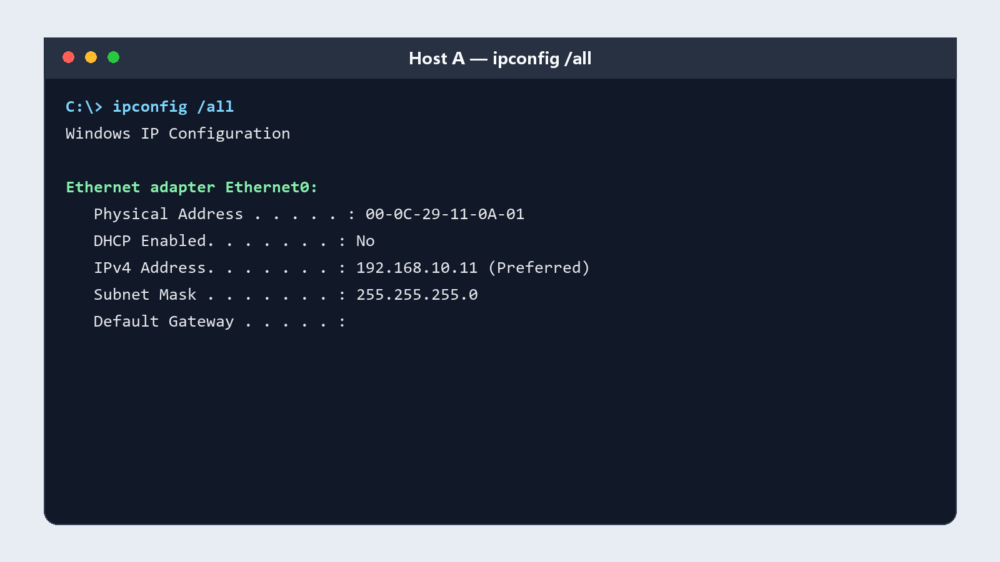 Host A — ipconfig /all
C:\> ipconfig /all
Windows IP Configuration
Ethernet adapter Ethernet0:
Physical Address . . . . . : 00-0C-29-11-0A-01
DHCP Enabled. . . . . . . : No
IPv4 Address. . . . . . . : 192.168.10.11 (Preferred)
Subnet Mask . . . . . . . : 255.255.255.0
Default Gateway . . . . . :